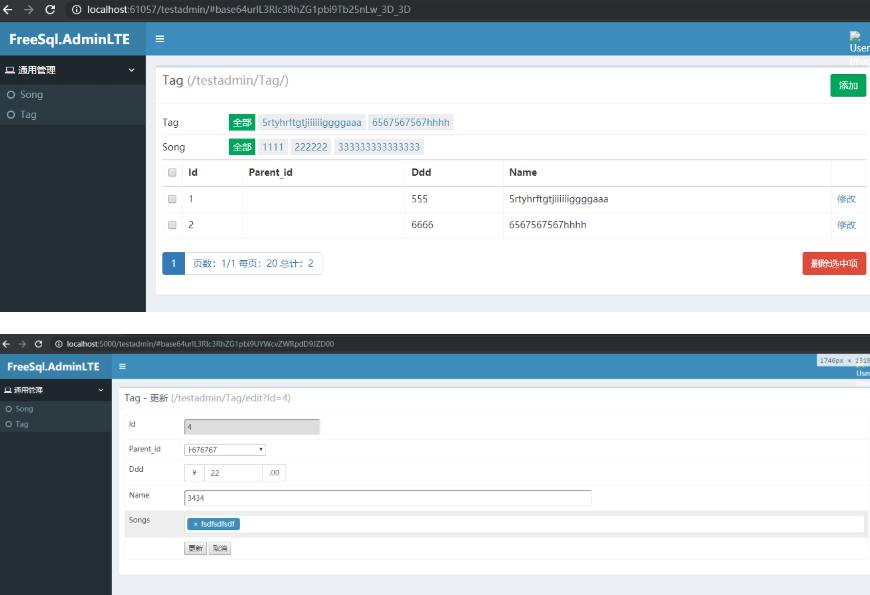 localhost:61057/testadmin/#base64urlL3Rlc3RhZG1pbi9Tb25nLw_3D_3D
FreeSql.AdminLTE
User
通用管理
Song
Tag
Tag (/testadmin/Tag/)
添加
Tag 全部 5rtyhrftgtjiiiiiiggggaaa 6567567567hhhh
Song 全部 1111 222222 333333333333333
Id Parent_id Ddd Name
1 555 5rtyhrftgtjiiiiiiggggaaa 修改
2 6666 6567567567hhhh 修改
1 页数：1/1 每页：20 总计：2
删除选中项
localhost:5000/testadmin/#base64urlL3Rlc3RhZG1pbi9UYWcvZWRpdD9JZD00
FreeSql.AdminLTE
1746px × 1310
User
通用管理
Song
Tag
Tag - 更新 (/testadmin/Tag/edit?Id=4)
Id 4
Parent_id |-676767
Ddd ¥ 22 .00
Name 3434
Songs × fsdfsdfsdf
更新 取消